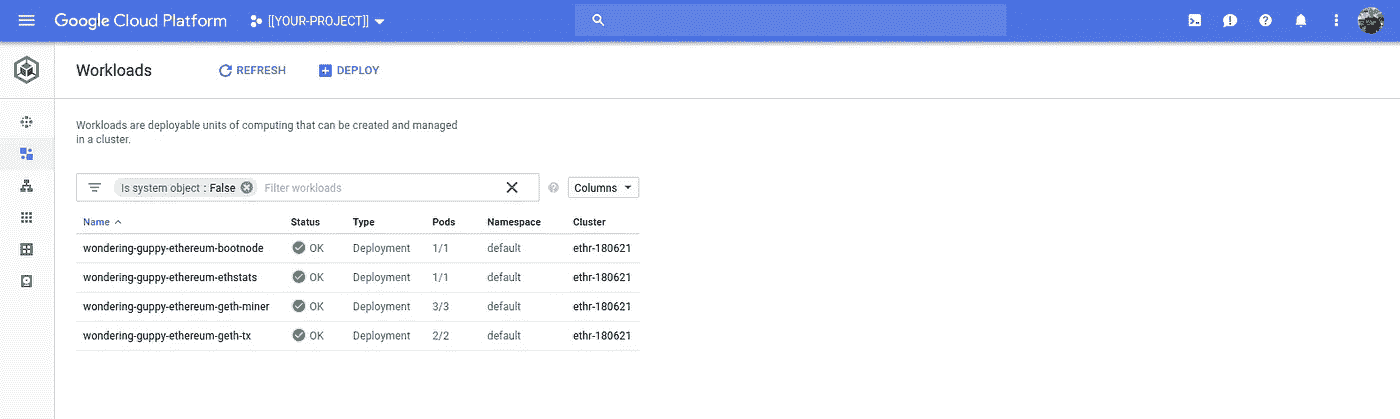 Google Cloud Platform [[YOUR-PROJECT]]
Workloads REFRESH DEPLOY
Workloads are deployable units of computing that can be created and managed
in a cluster.
Is system object : False Filter workloads Columns
Name Status Type Pods Namespace Cluster
wondering-guppy-ethereum-bootnode OK Deployment 1/1 default ethr-180621
wondering-guppy-ethereum-ethstats OK Deployment 1/1 default ethr-180621
wondering-guppy-ethereum-geth-miner OK Deployment 3/3 default ethr-180621
wondering-guppy-ethereum-geth-tx OK Deployment 2/2 default ethr-180621